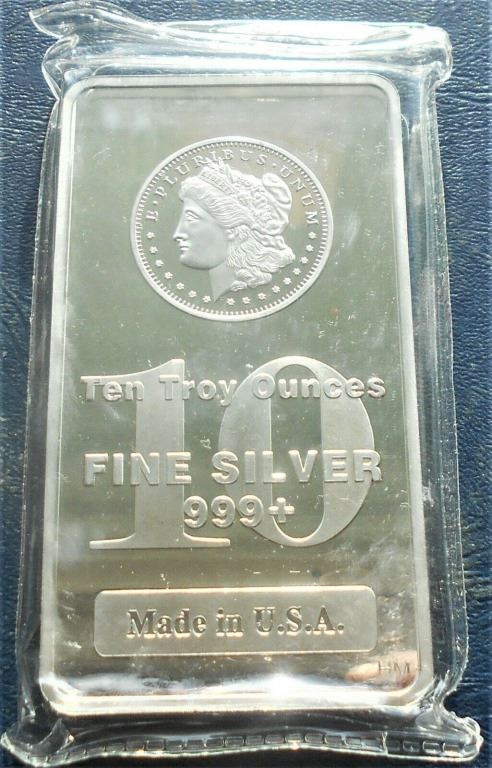 E · PLURIBUS · UNUM
10
Ten Troy Ounces
FINE SILVER
999+
Made in U.S.A.
HM